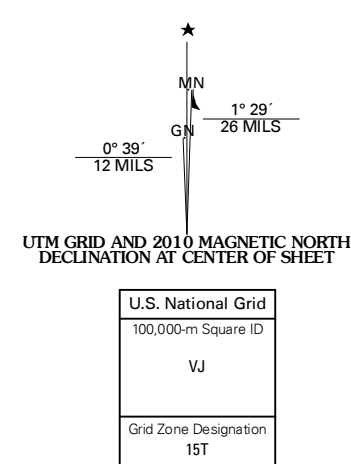 ★
MN
1° 29´
26 MILS
GN
0° 39´
12 MILS
UTM GRID AND 2010 MAGNETIC NORTH
DECLINATION AT CENTER OF SHEET
U.S. National Grid
100,000-m Square ID
VJ
Grid Zone Designation
15T